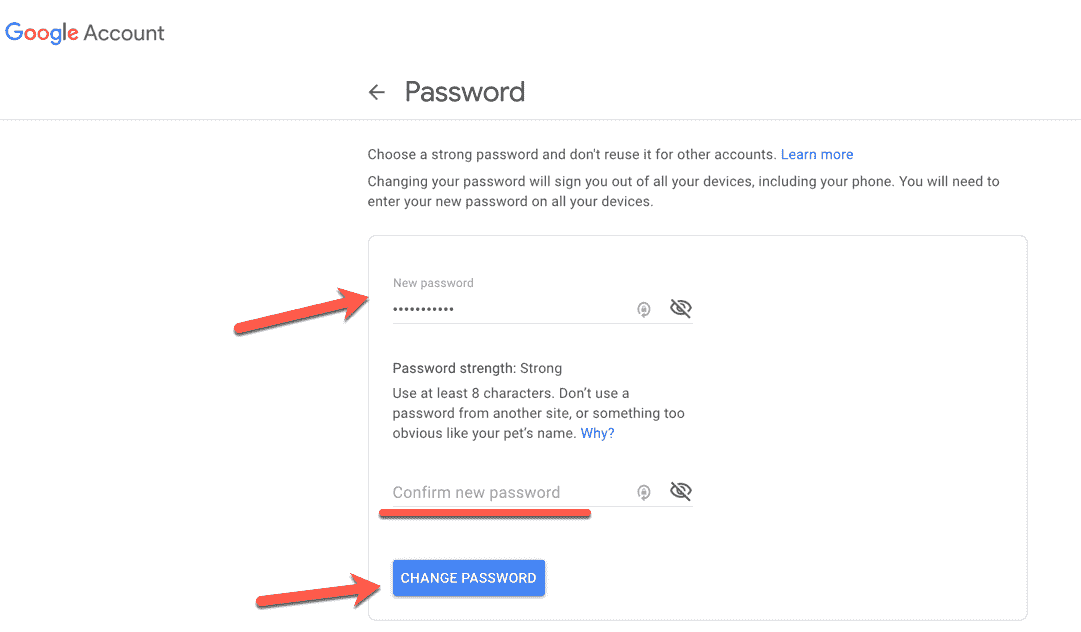 Google Account
Password
Choose a strong password and don't reuse it for other accounts. Learn more
Changing your password will sign you out of all your devices, including your phone. You will need to
enter your new password on all your devices.
New password
•••••••••••
Password strength: Strong
Use at least 8 characters. Don’t use a
password from another site, or something too
obvious like your pet’s name. Why?
Confirm new password
CHANGE PASSWORD